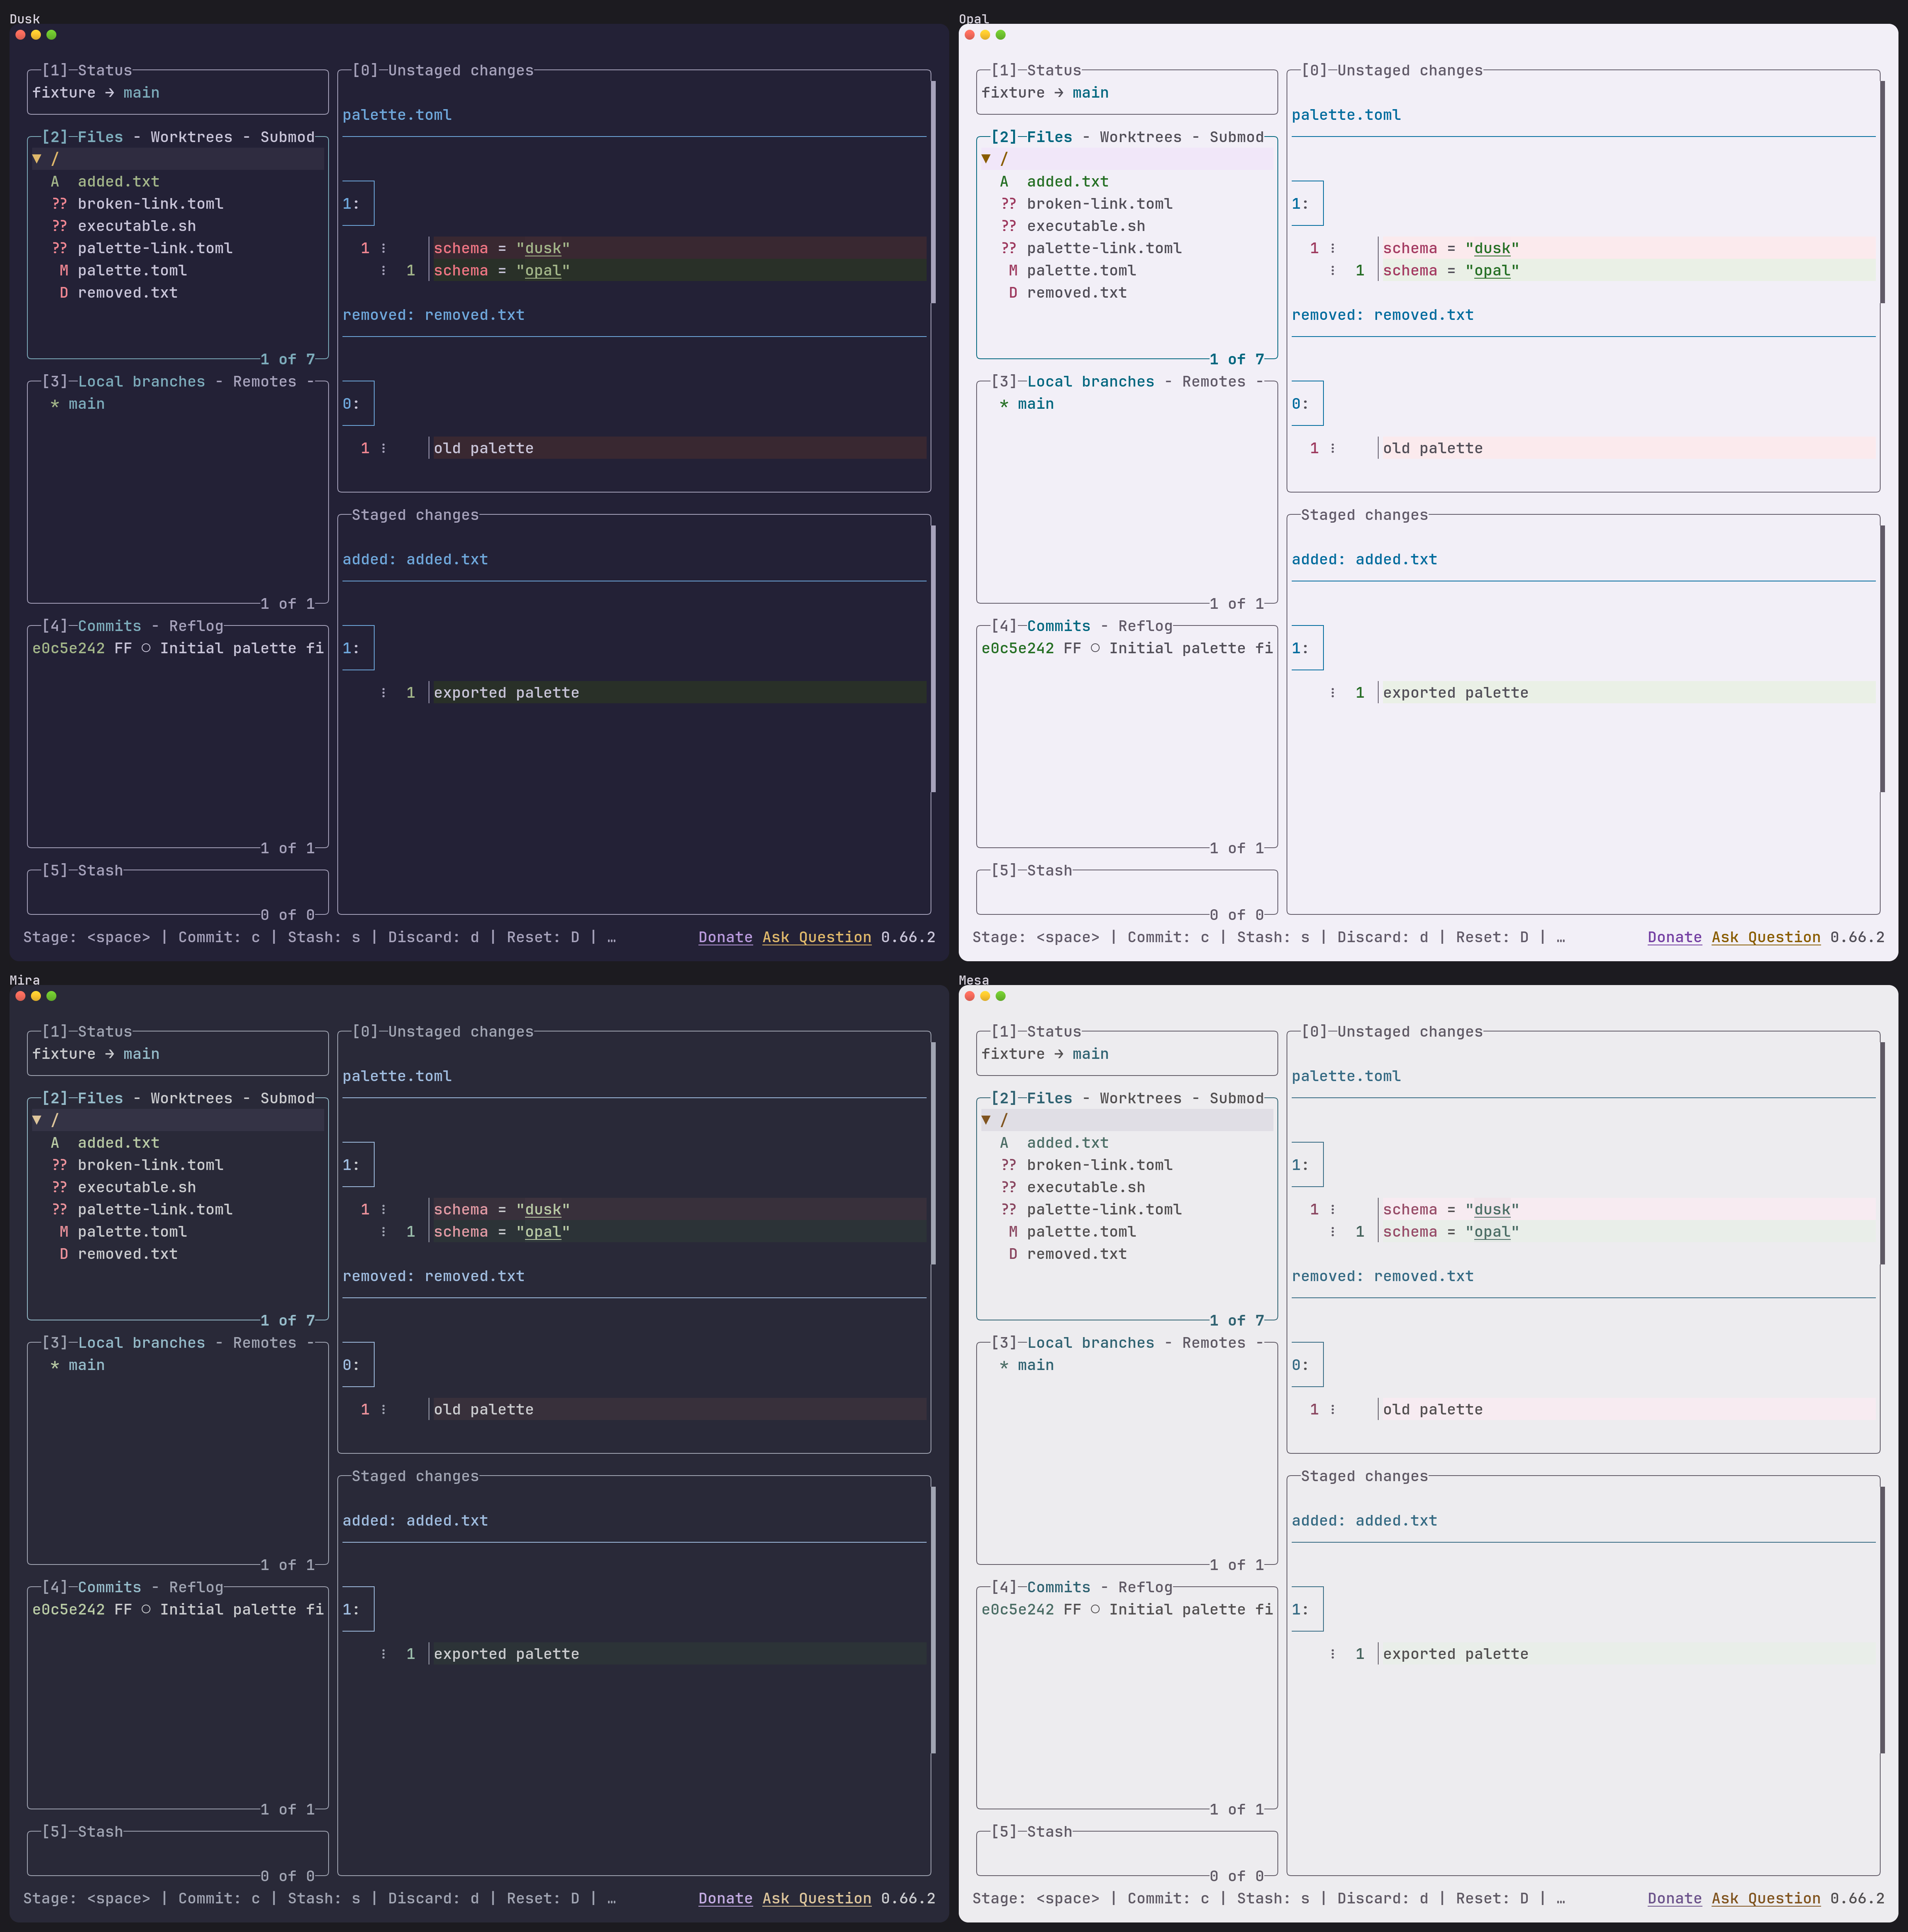 Dusk
[1]─Status
fixture → main
[2]─Files - Worktrees - Submod
▼ /
A  added.txt
?? broken-link.toml
?? executable.sh
?? palette-link.toml
M palette.toml
D removed.txt
1 of 7
[3]─Local branches - Remotes -
* main
1 of 1
[4]─Commits - Reflog
e0c5e242 FF ○ Initial palette fi
1 of 1
[5]─Stash
0 of 0
[0]─Unstaged changes
palette.toml
1:
1 ⋮ │schema = "dusk"
⋮ 1 │schema = "opal"
removed: removed.txt
0:
1 ⋮ │old palette
Staged changes
added: added.txt
1:
⋮ 1 │exported palette
Stage: <space> | Commit: c | Stash: s | Discard: d | Reset: D | … Donate Ask Question 0.66.2
Opal
[1]─Status
fixture → main
[2]─Files - Worktrees - Submod
▼ /
A  added.txt
?? broken-link.toml
?? executable.sh
?? palette-link.toml
M palette.toml
D removed.txt
1 of 7
[3]─Local branches - Remotes -
* main
1 of 1
[4]─Commits - Reflog
e0c5e242 FF ○ Initial palette fi
1 of 1
[5]─Stash
0 of 0
[0]─Unstaged changes
palette.toml
1:
1 ⋮ │schema = "dusk"
⋮ 1 │schema = "opal"
removed: removed.txt
0:
1 ⋮ │old palette
Staged changes
added: added.txt
1:
⋮ 1 │exported palette
Stage: <space> | Commit: c | Stash: s | Discard: d | Reset: D | … Donate Ask Question 0.66.2
Mira
[1]─Status
fixture → main
[2]─Files - Worktrees - Submod
▼ /
A  added.txt
?? broken-link.toml
?? executable.sh
?? palette-link.toml
M palette.toml
D removed.txt
1 of 7
[3]─Local branches - Remotes -
* main
1 of 1
[4]─Commits - Reflog
e0c5e242 FF ○ Initial palette fi
1 of 1
[5]─Stash
0 of 0
[0]─Unstaged changes
palette.toml
1:
1 ⋮ │schema = "dusk"
⋮ 1 │schema = "opal"
removed: removed.txt
0:
1 ⋮ │old palette
Staged changes
added: added.txt
1:
⋮ 1 │exported palette
Stage: <space> | Commit: c | Stash: s | Discard: d | Reset: D | … Donate Ask Question 0.66.2
Mesa
[1]─Status
fixture → main
[2]─Files - Worktrees - Submod
▼ /
A  added.txt
?? broken-link.toml
?? executable.sh
?? palette-link.toml
M palette.toml
D removed.txt
1 of 7
[3]─Local branches - Remotes -
* main
1 of 1
[4]─Commits - Reflog
e0c5e242 FF ○ Initial palette fi
1 of 1
[5]─Stash
0 of 0
[0]─Unstaged changes
palette.toml
1:
1 ⋮ │schema = "dusk"
⋮ 1 │schema = "opal"
removed: removed.txt
0:
1 ⋮ │old palette
Staged changes
added: added.txt
1:
⋮ 1 │exported palette
Stage: <space> | Commit: c | Stash: s | Discard: d | Reset: D | … Donate Ask Question 0.66.2